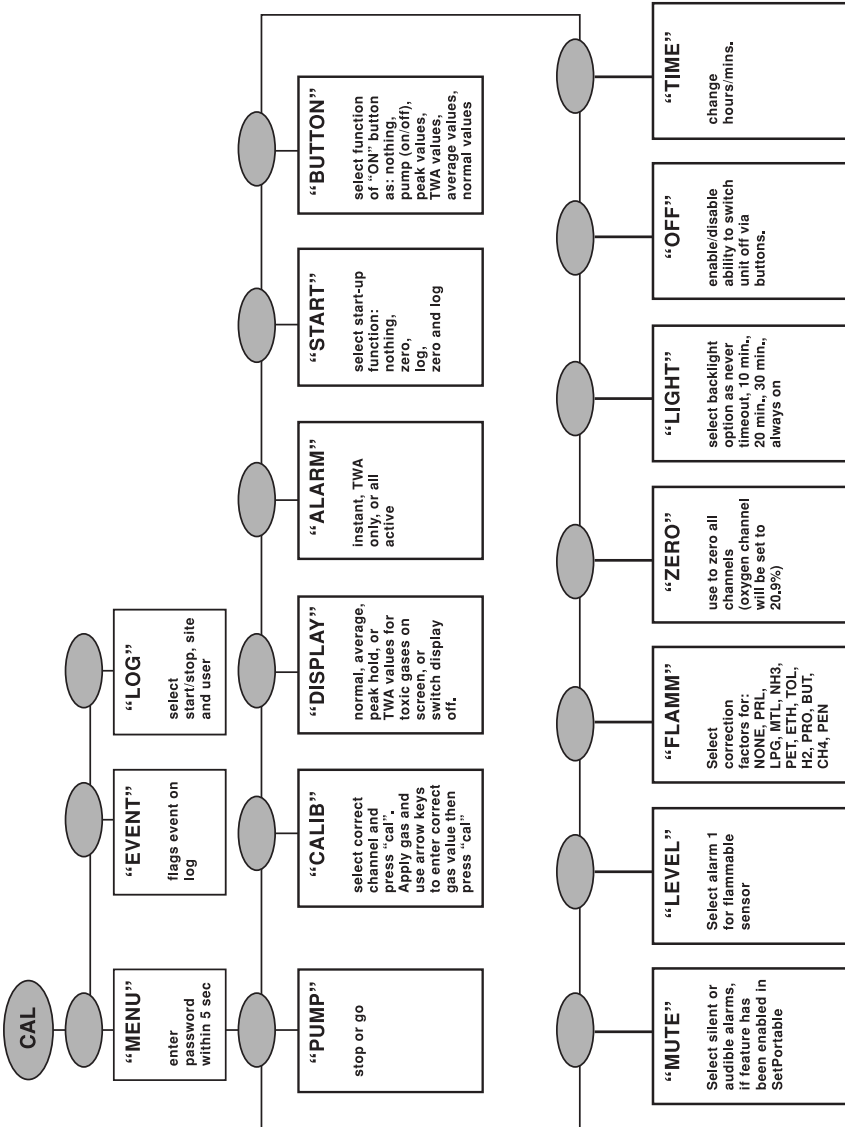 CAL
“MENU”
enter
password
within 5 sec
“EVENT”
flags event on
log
“LOG”
select
start/stop, site
and user
“PUMP”
stop or go
“CALIB”
select correct
channel and
press “cal”.
Apply gas and
use arrow keys
to enter correct
gas value then
press “cal”
“DISPLAY”
normal, average,
peak hold, or
TWA values for
toxic gases on
screen, or
switch display
off.
“ALARM”
instant, TWA
only, or all
active
“START”
select start-up
function:
nothing,
zero,
log,
zero and log
“BUTTON”
select function
of “ON” button
as: nothing,
pump (on/off),
peak values,
TWA values,
average values,
normal values
“MUTE”
Select silent or
audible alarms,
if feature has
been enabled in
SetPortable
“LEVEL”
Select alarm 1
for flammable
sensor
“FLAMM”
Select
correction
factors for:
NONE, PRL,
LPG, MTL, NH3,
PET, ETH, TOL,
H2, PRO, BUT,
CH4, PEN
“ZERO”
use to zero all
channels
(oxygen channel
will be set to
20.9%)
“LIGHT”
select backlight
option as never
timeout, 10 min.,
20 min., 30 min.,
always on
“OFF”
enable/disable
ability to switch
unit off via
buttons.
“TIME”
change
hours/mins.